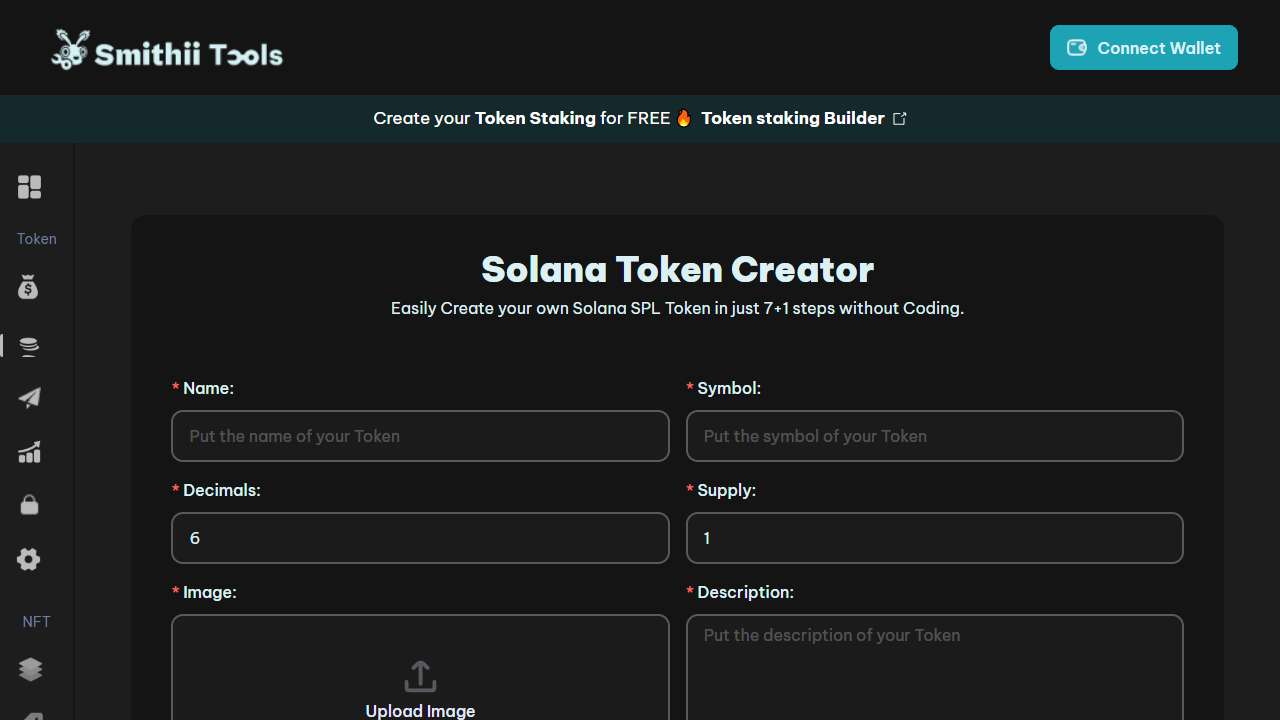 Smithii Tools
Connect Wallet
Create your Token Staking for FREE 🔥 Token staking Builder
Token
Solana Token Creator
Easily Create your own Solana SPL Token in just 7+1 steps without Coding.
* Name:
* Symbol:
Put the name of your Token
Put the symbol of your Token
* Decimals:
* Supply:
6
1
* Image:
* Description:
NFT
Put the description of your Token
Upload Image